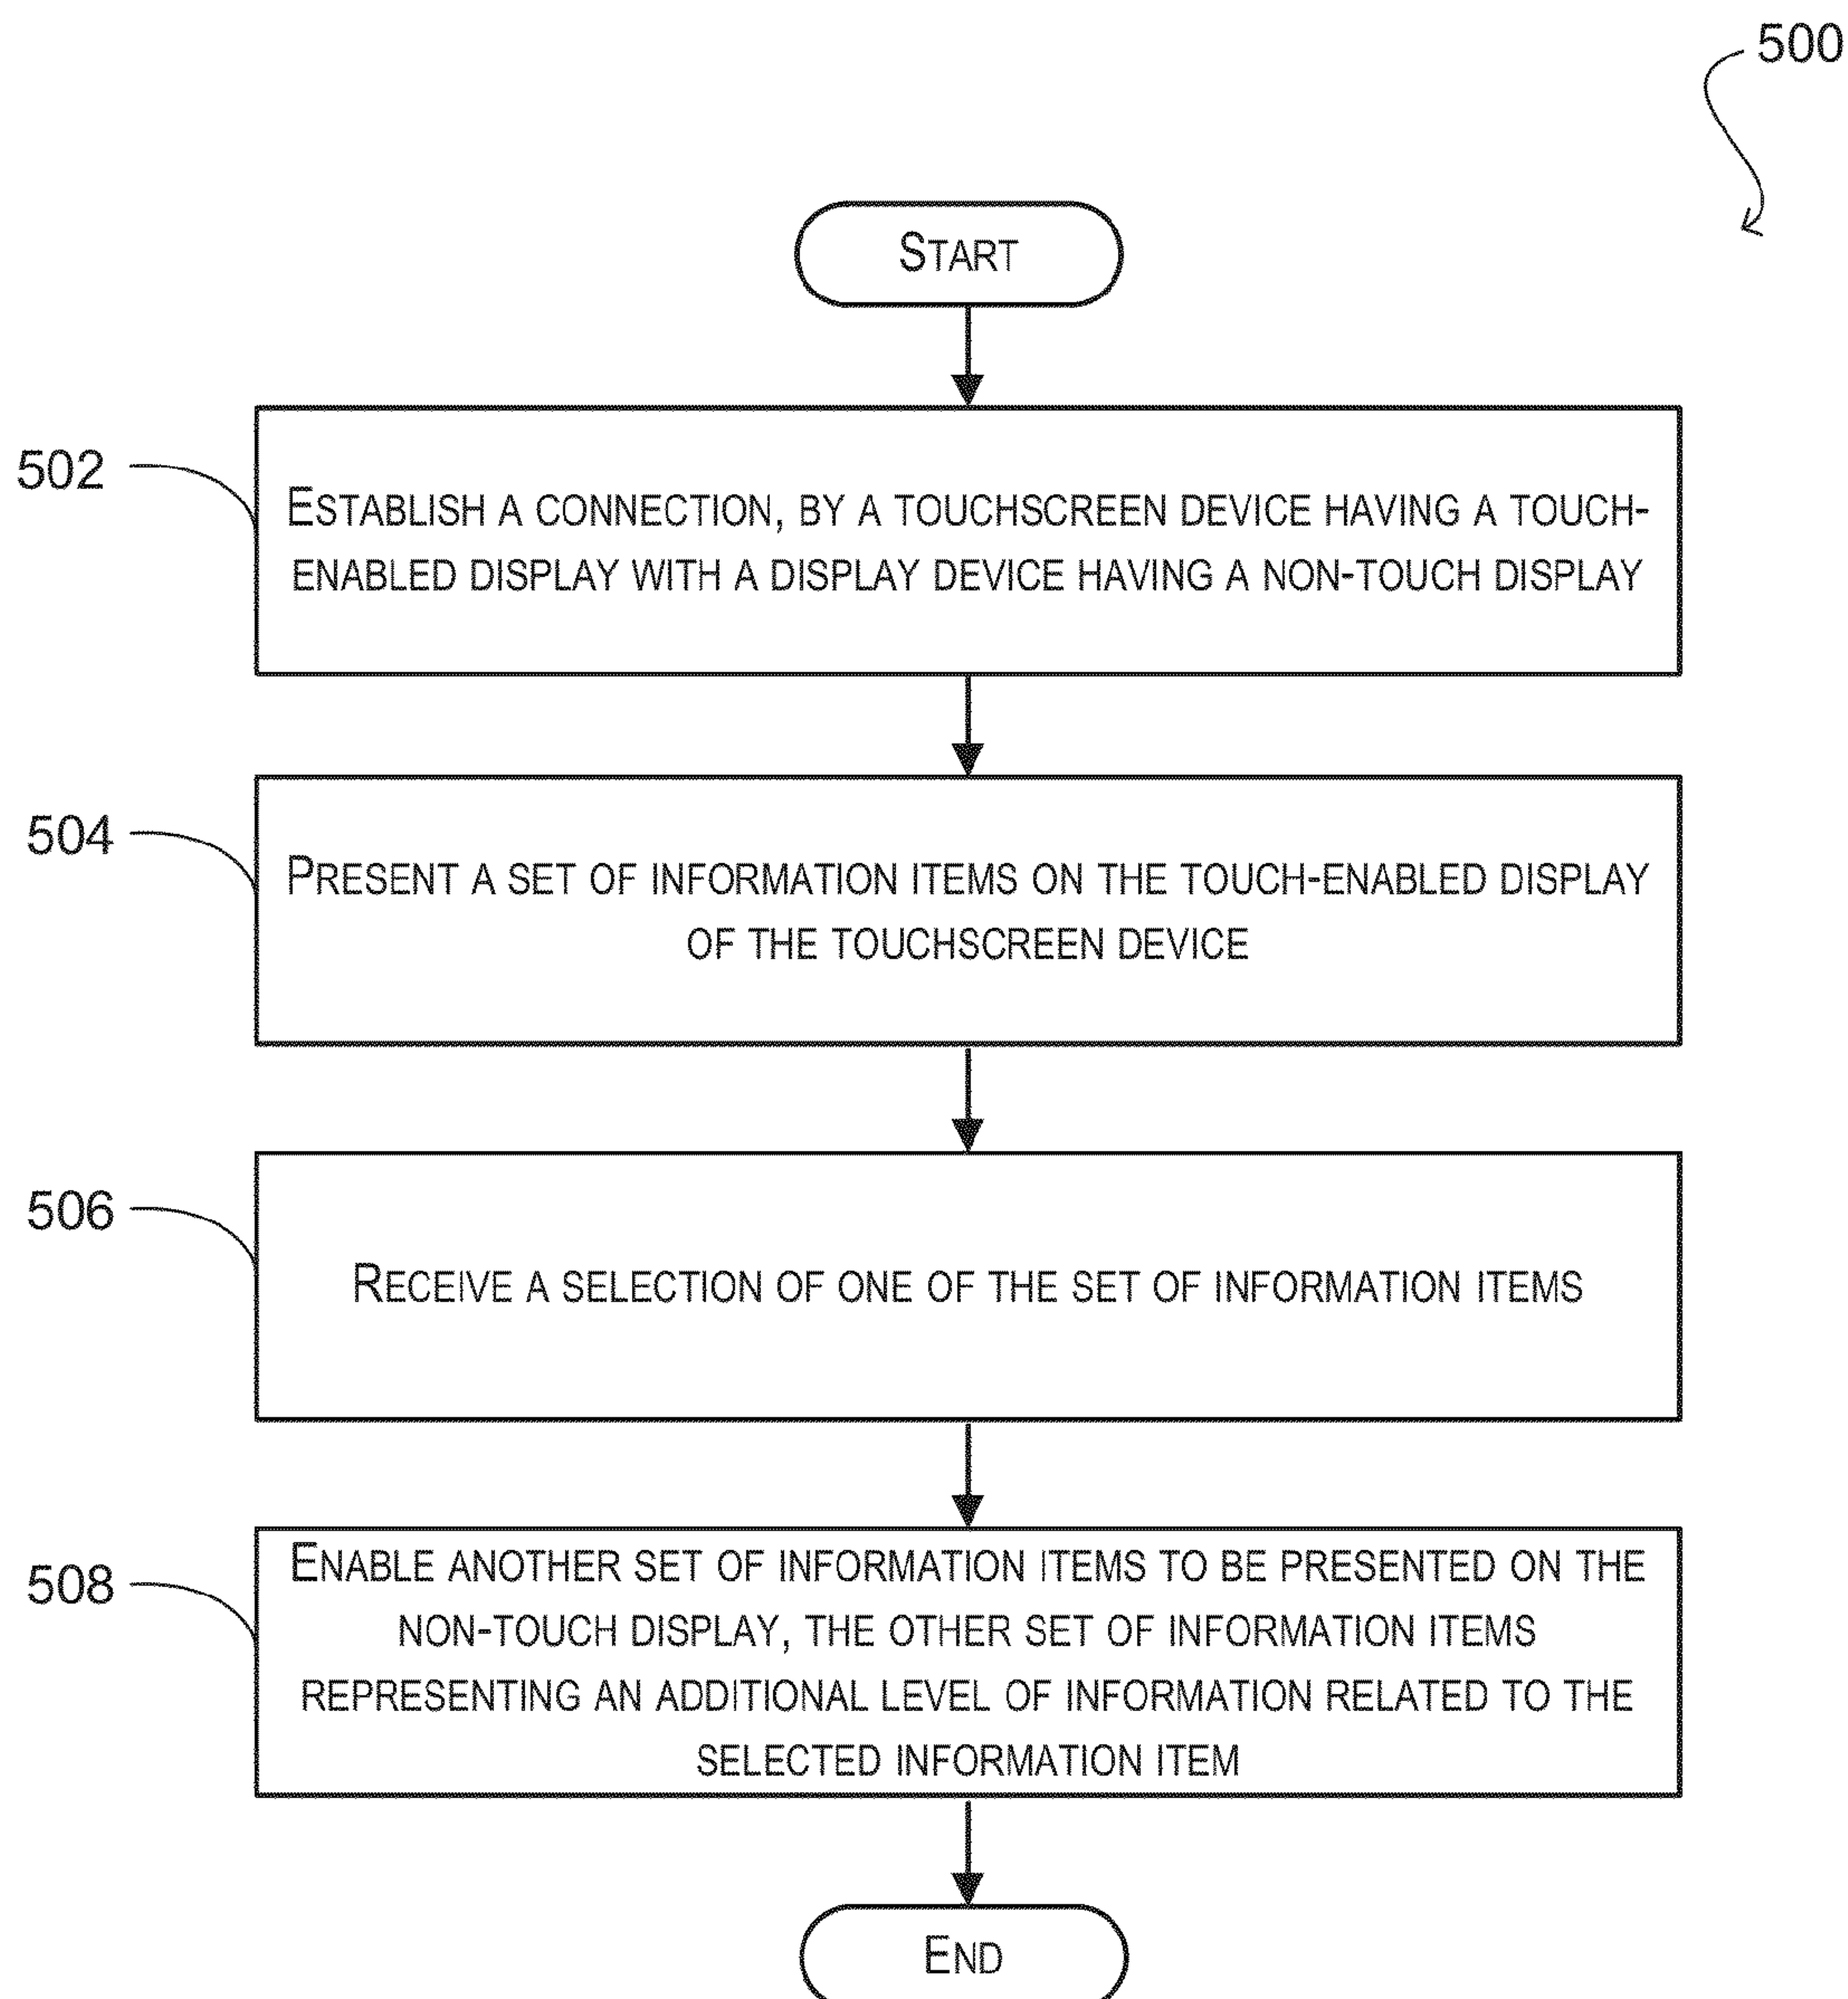 500
START
502
ESTABLISH A CONNECTION, BY A TOUCHSCREEN DEVICE HAVING A TOUCH-
ENABLED DISPLAY WITH A DISPLAY DEVICE HAVING A NON-TOUCH DISPLAY
504
PRESENT A SET OF INFORMATION ITEMS ON THE TOUCH-ENABLED DISPLAY
OF THE TOUCHSCREEN DEVICE
506
RECEIVE A SELECTION OF ONE OF THE SET OF INFORMATION ITEMS
508
ENABLE ANOTHER SET OF INFORMATION ITEMS TO BE PRESENTED ON THE
NON-TOUCH DISPLAY, THE OTHER SET OF INFORMATION ITEMS
REPRESENTING AN ADDITIONAL LEVEL OF INFORMATION RELATED TO THE
SELECTED INFORMATION ITEM
END